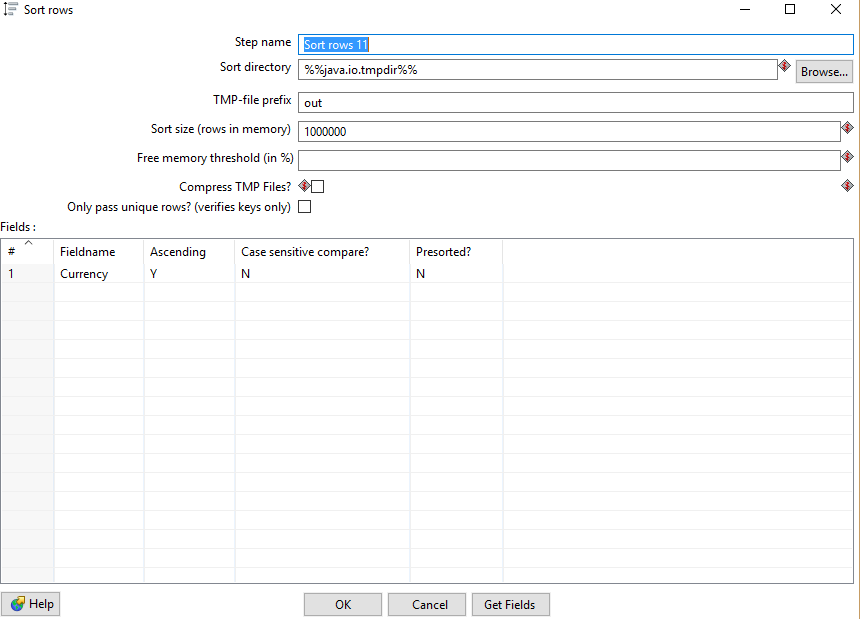 Sort rows
Step name Sort rows 11
Sort directory %%java.io.tmpdir%% Browse...
TMP-file prefix out
Sort size (rows in memory) 1000000
Free memory threshold (in %)
Compress TMP Files?
Only pass unique rows? (verifies keys only)
Fields :
# Fieldname Ascending Case sensitive compare? Presorted?
1 Currency Y N N
Help OK Cancel Get Fields